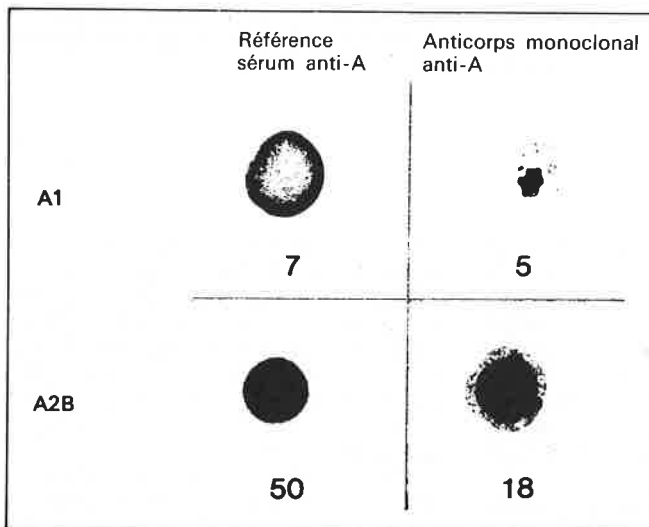 Référence
sérum anti-A
Anticorps monoclonal
anti-A
A1
7
5
A2B
50
18